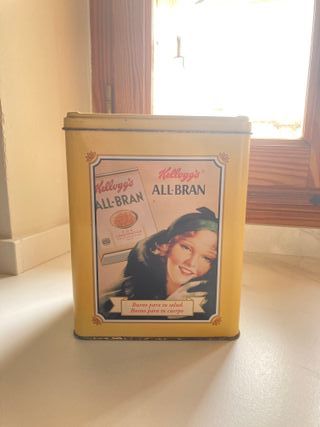 Kellogg's
ALL-BRAN
Kellogg's
ALL-BRAN
Bueno para su salud
Bueno para su cuerpo